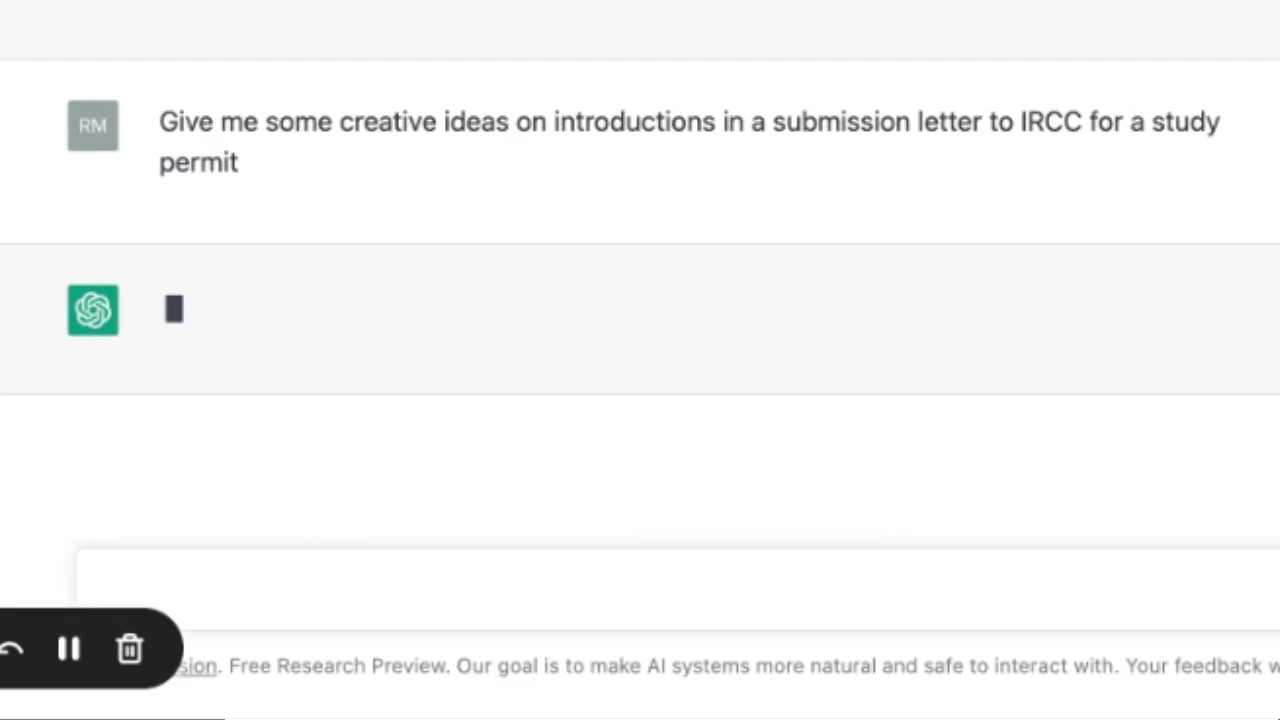 RM
Give me some creative ideas on introductions in a submission letter to IRCC for a study
permit
sion. Free Research Preview. Our goal is to make AI systems more natural and safe to interact with. Your feedback w